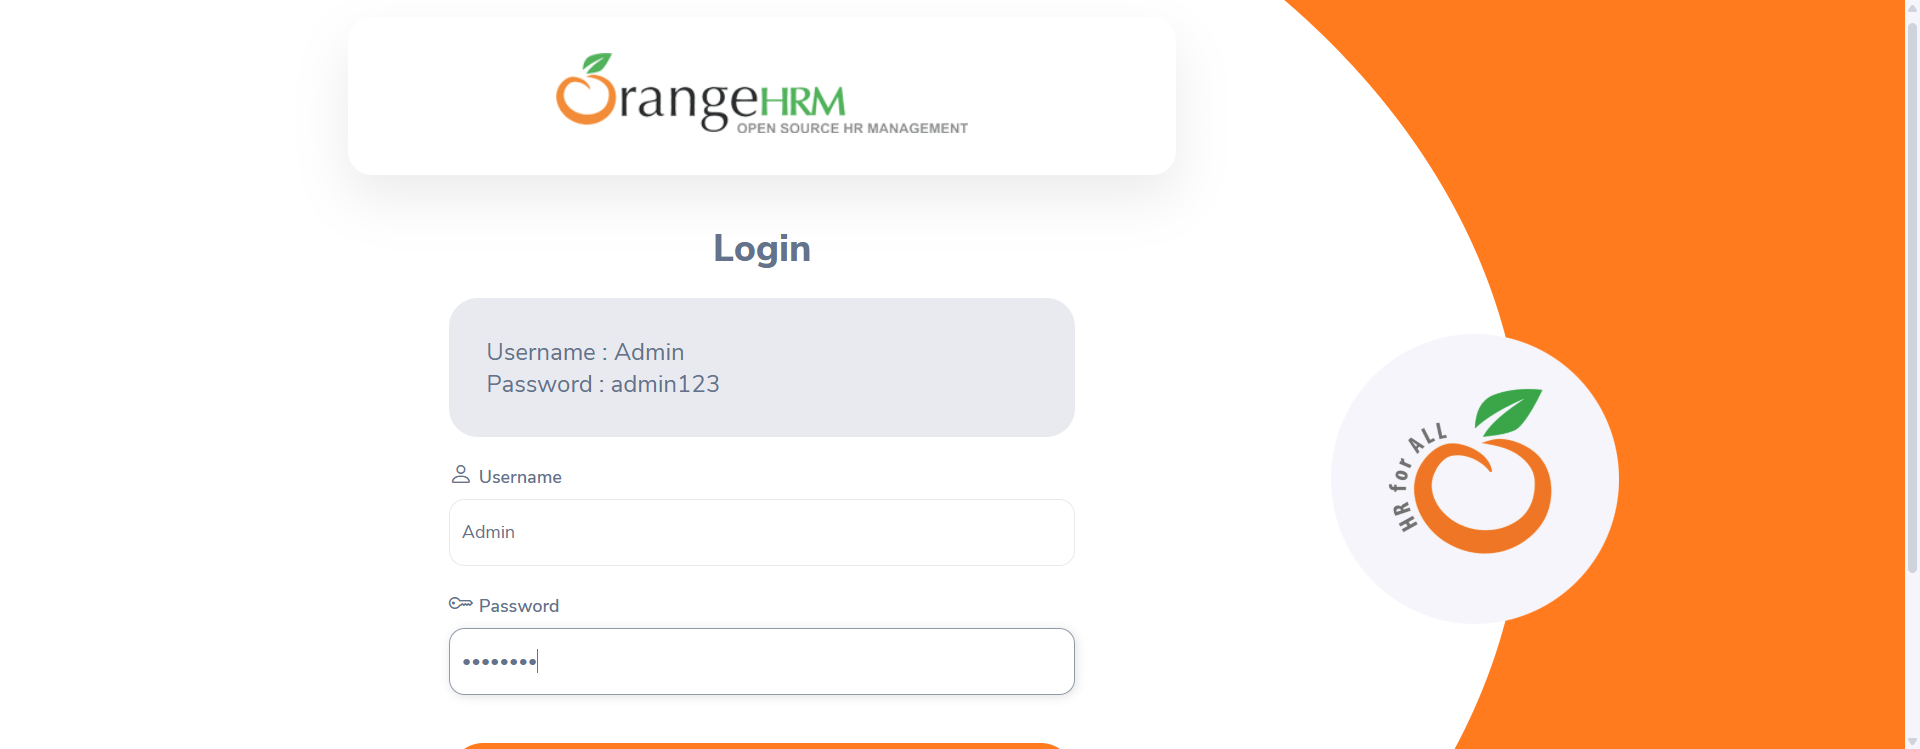 OrangeHRM
OPEN SOURCE HR MANAGEMENT
Login
Username : Admin
Password : admin123
Username
Admin
Password
••••••••
HR for ALL